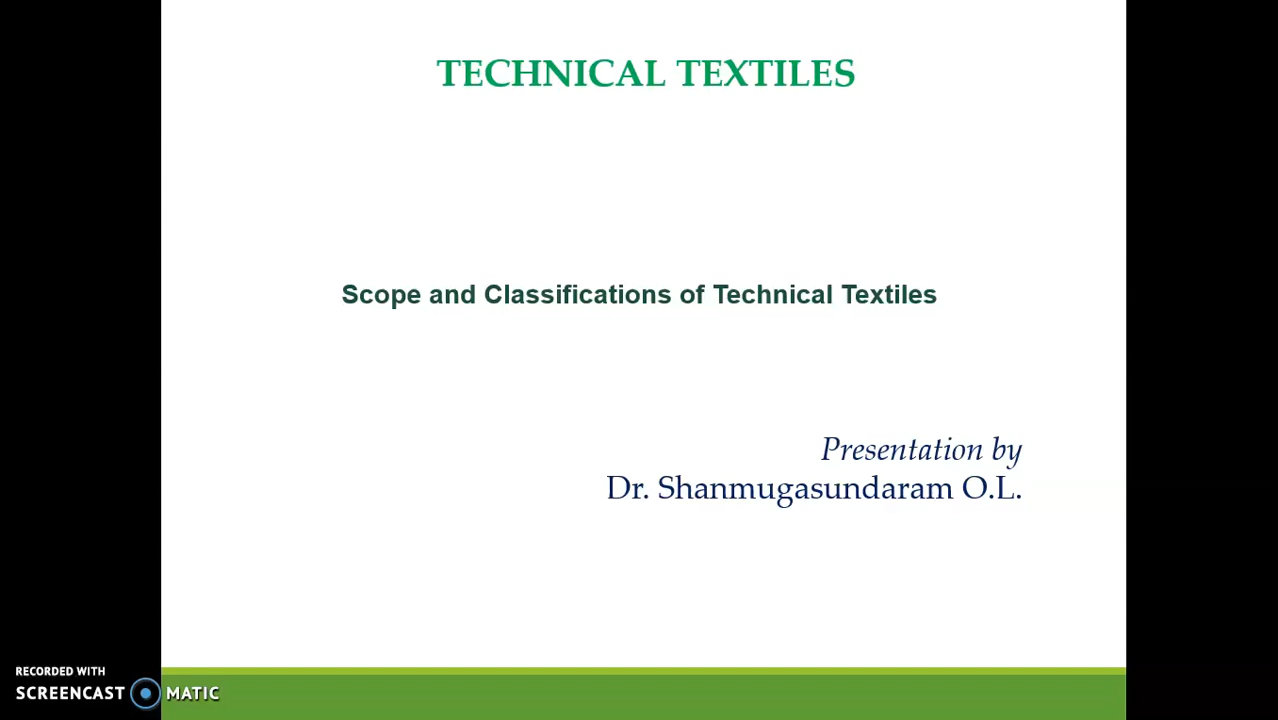 TECHNICAL TEXTILES
Scope and Classifications of Technical Textiles
Presentation by
Dr. Shanmugasundaram O.L.
RECORDED WITH
SCREENCAST MATIC